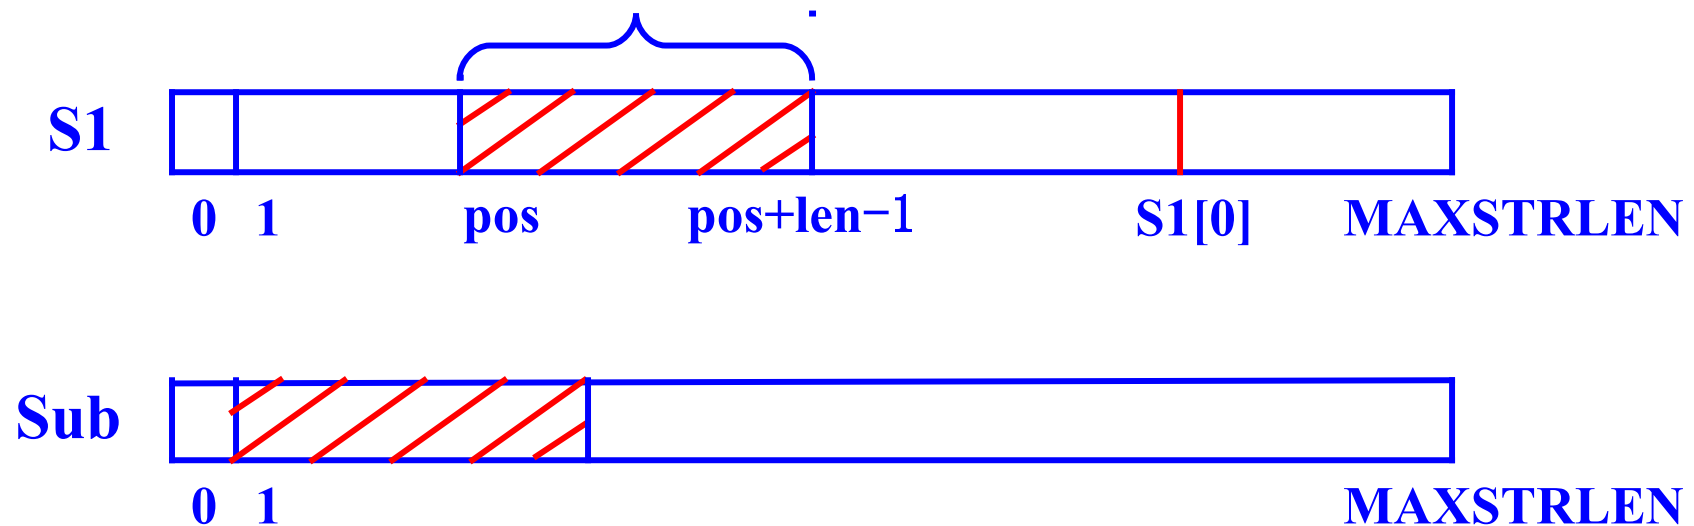 S1
0 1 pos pos+len-1 S1[0] MAXSTRLEN
Sub
0 1 MAXSTRLEN